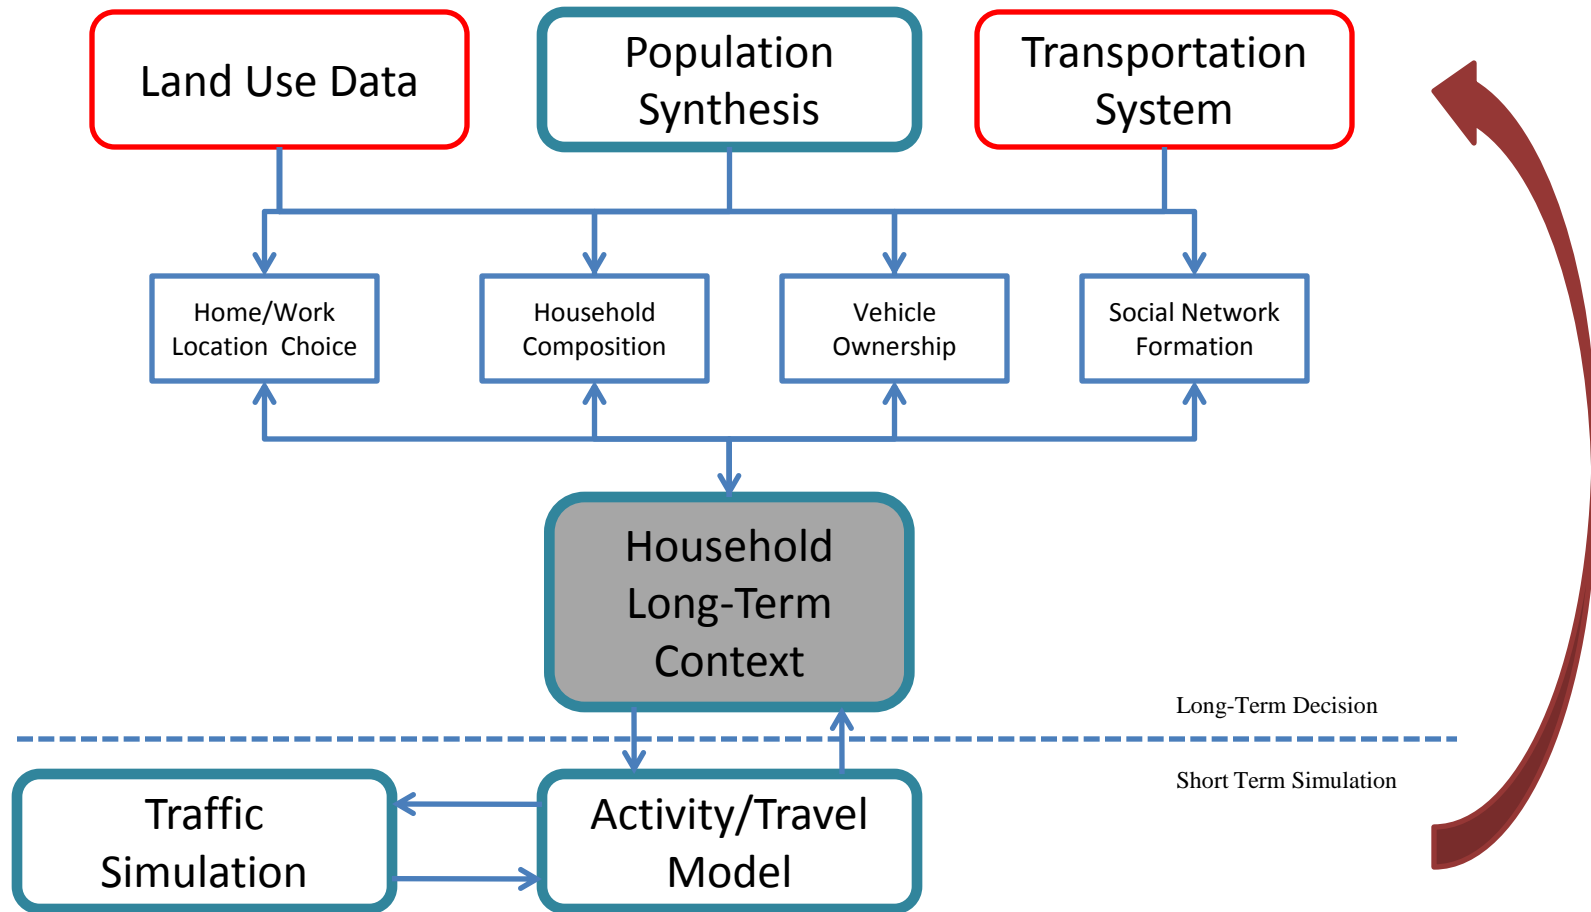 Land Use Data
Population
Synthesis
Transportation
System
Home/Work
Location  Choice
Household
Composition
Vehicle
Ownership
Social Network
Formation
Household
Long-Term
Context
Long-Term Decision
Short Term Simulation
Traffic
Simulation
Activity/Travel
Model